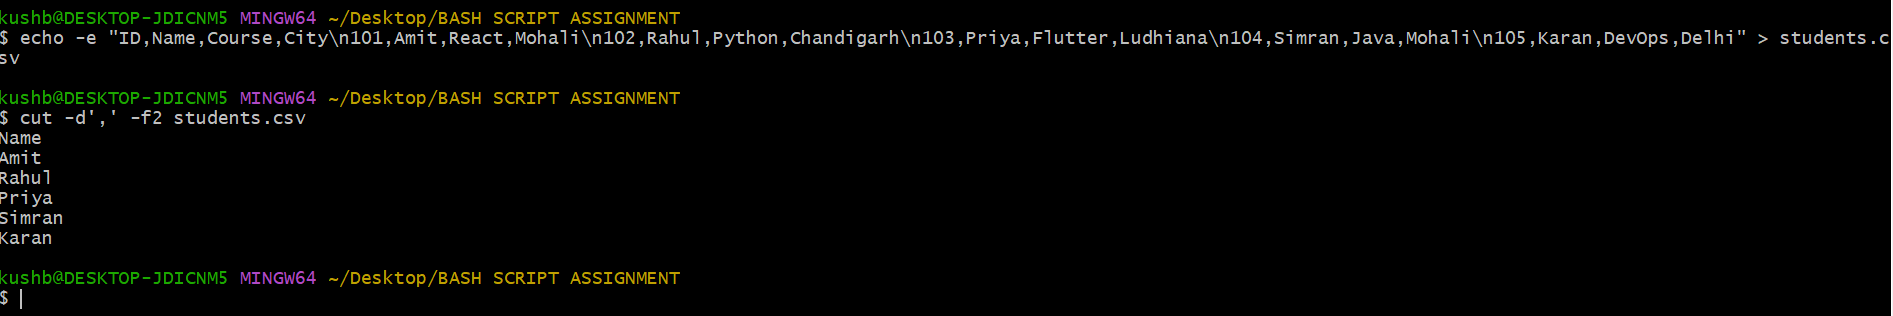 kushb@DESKTOP-JDICNM5 MINGW64 ~/Desktop/BASH SCRIPT ASSIGNMENT
$ echo -e "ID,Name,Course,City\n101,Amit,React,Mohali\n102,Rahul,Python,Chandigarh\n103,Priya,Flutter,Ludhiana\n104,Simran,Java,Mohali\n105,Karan,DevOps,Delhi" > students.c
sv
kushb@DESKTOP-JDICNM5 MINGW64 ~/Desktop/BASH SCRIPT ASSIGNMENT
$ cut -d',' -f2 students.csv
Name
Amit
Rahul
Priya
Simran
Karan
kushb@DESKTOP-JDICNM5 MINGW64 ~/Desktop/BASH SCRIPT ASSIGNMENT
$